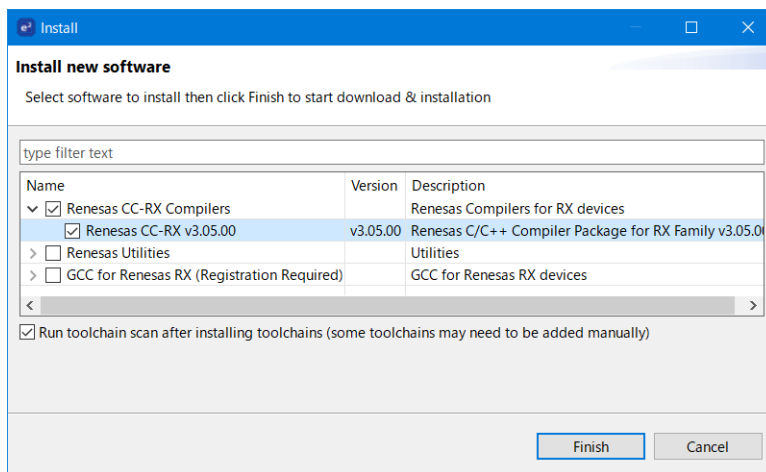 e² Install
Install new software
Select software to install then click Finish to start download & installation
type filter text
Name Version Description
Renesas CC-RX Compilers Renesas Compilers for RX devices
Renesas CC-RX v3.05.00 v3.05.00 Renesas C/C++ Compiler Package for RX Family v3.05.0
Renesas Utilities Utilities
GCC for Renesas RX (Registration Required) GCC for Renesas RX devices
Run toolchain scan after installing toolchains (some toolchains may need to be added manually)
Finish Cancel